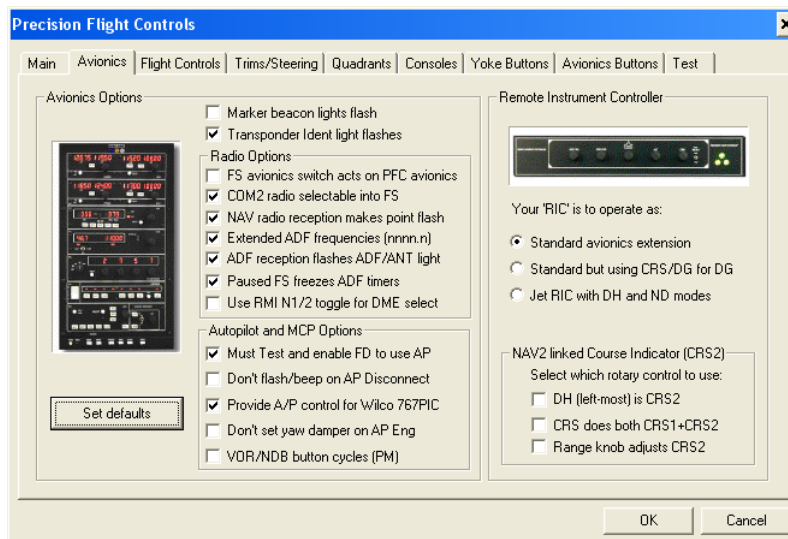 Precision Flight Controls
Main
Avionics
Flight Controls
Trims/Steering
Quadrants
Consoles
Yoke Buttons
Avionics Buttons
Test
Avionics Options
Marker beacon lights flash
Transponder Ident light flashes
Radio Options
FS avionics switch acts on PFC avionics
COM2 radio selectable into FS
NAV radio reception makes point flash
Extended ADF frequencies (nnnn.n)
ADF reception flashes ADF/ANT light
Paused FS freezes ADF timers
Use RMI N1/2 toggle for DME select
Autopilot and MCP Options
Must Test and enable FD to use AP
Don't flash/beep on AP Disconnect
Provide A/P control for Wilco 767PIC
Don't set yaw damper on AP Eng
VOR/NDB button cycles (PM)
Set defaults
Remote Instrument Controller
Your 'RIC' is to operate as:
Standard avionics extension
Standard but using CRS/DG for DG
Jet RIC with DH and ND modes
NAV2 linked Course Indicator (CRS2)
Select which rotary control to use:
DH (left-most) is CRS2
CRS does both CRS1+CRS2
Range knob adjusts CRS2
OK
Cancel